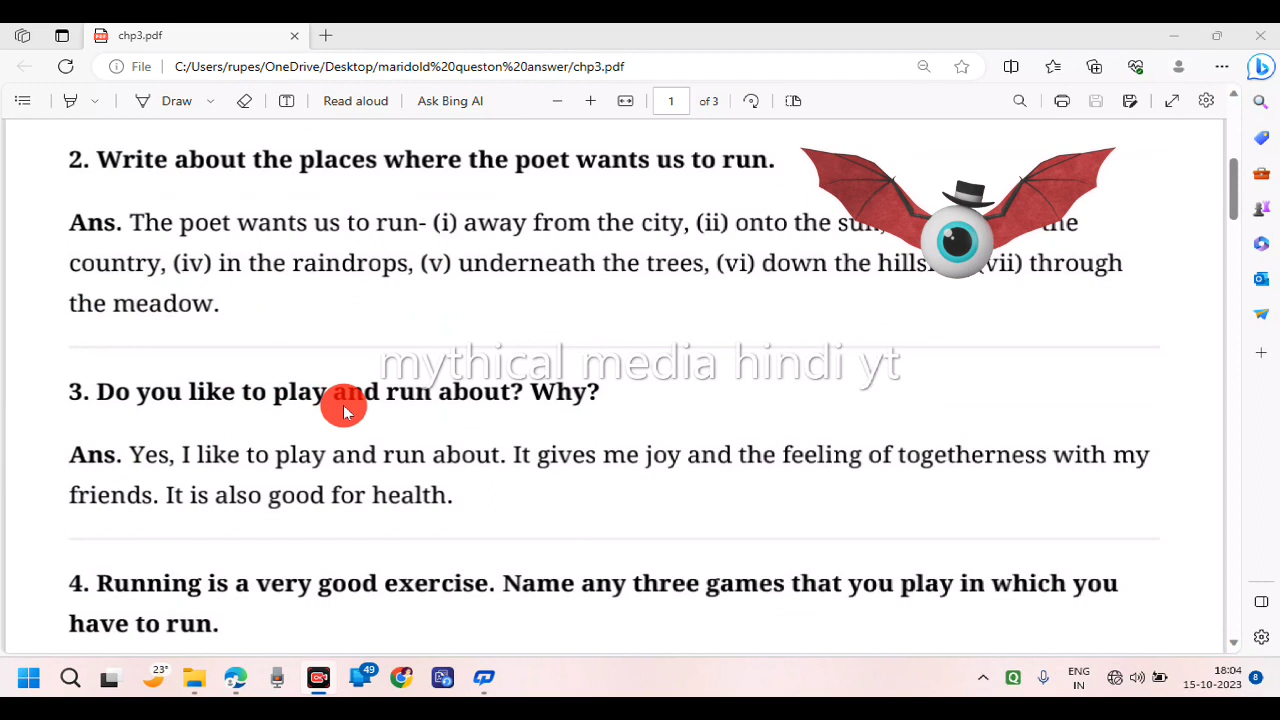 chp3.pdf
File C:/Users/rupes/OneDrive/Desktop/maridold%20queston%20answer/chp3.pdf
Draw Read aloud Ask Bing AI 1 of 3
2. Write about the places where the poet wants us to run.
Ans. The poet wants us to run- (i) away from the city, (ii) onto the
country, (iv) in the raindrops, (v) underneath the trees, (vi) down the through
the meadow.
mythical media hindi yt
3. Do you like to play and run about? Why?
Ans. Yes, I like to play and run about. It gives me joy and the feeling of togetherness with my
friends. It is also good for health.
4. Running is a very good exercise. Name any three games that you play in which you
have to run.
23° 49 ENG 18:04
IN 15-10-2023 8